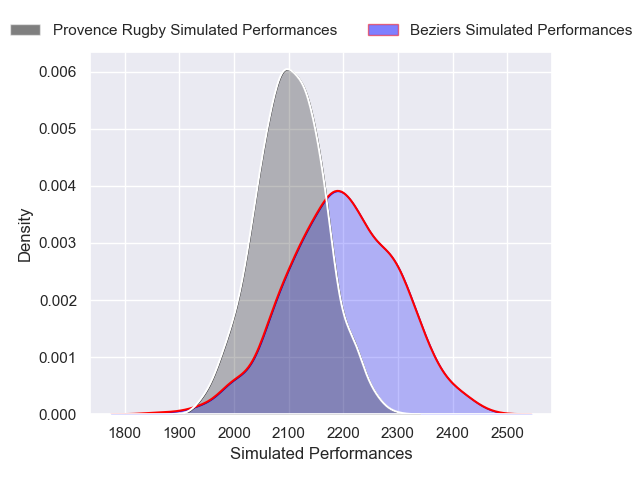 Provence Rugby Simulated Performances
Beziers Simulated Performances
0.006
0.005
0.004
0.003
0.002
0.001
0.000
Density
1800 1900 2000 2100 2200 2300 2400 2500
Simulated Performances